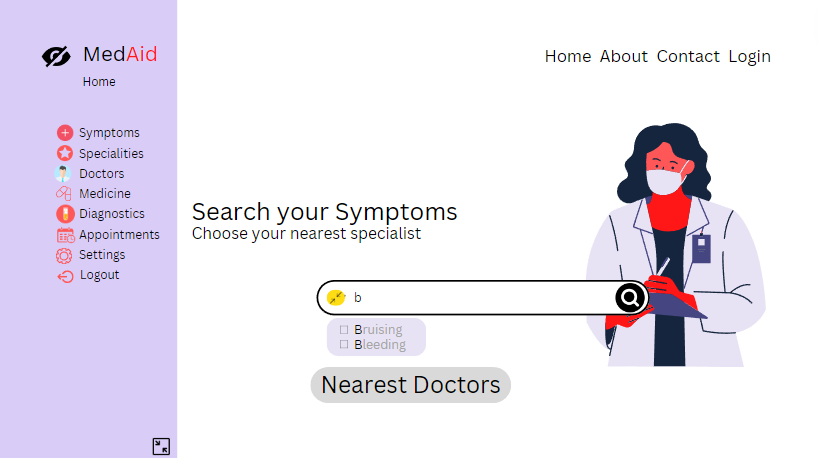 MedAid
Home
Home About Contact Login
Symptoms
Specialities
Doctors
Medicine
Diagnostics
Appointments
Settings
Logout
Search your Symptoms
Choose your nearest specialist
b
Bruising
Bleeding
Nearest Doctors